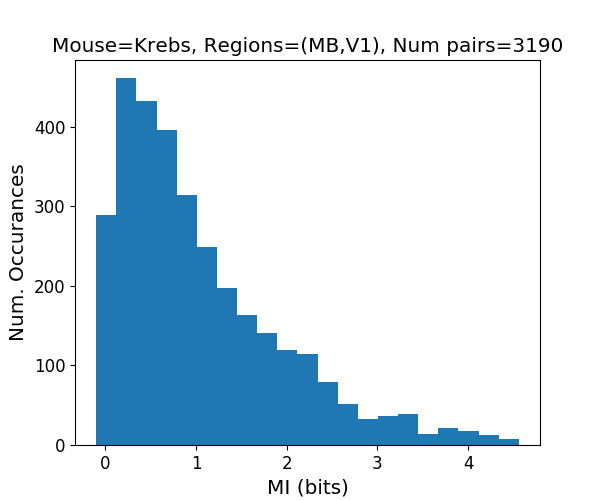 Mouse=Krebs, Regions=(MB,V1), Num pairs=3190
Num. Occurances
400
300
200
100
0
0 1 2 3 4
MI (bits)